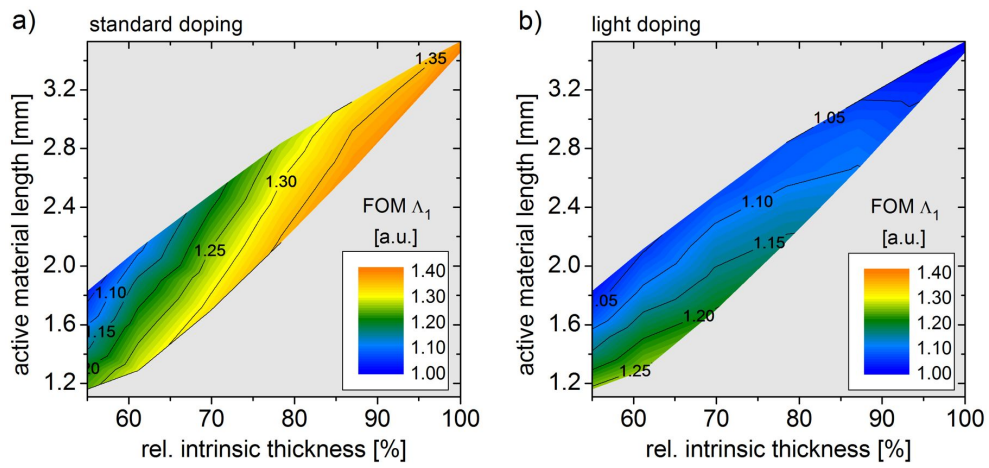 a) standard doping
active material length [mm]
3.2
2.8
2.4
2.0
1.6
1.2
1.35
1.30
1.25
1.10
1.15
20
FOM Λ1
[a.u.]
1.40
1.30
1.20
1.10
1.00
60 70 80 90 100
rel. intrinsic thickness [%]
b) light doping
active material length [mm]
3.2
2.8
2.4
2.0
1.6
1.2
1.05
1.10
1.15
.05
1.20
1.25
FOM Λ1
[a.u.]
1.40
1.30
1.20
1.10
1.00
60 70 80 90 100
rel. intrinsic thickness [%]